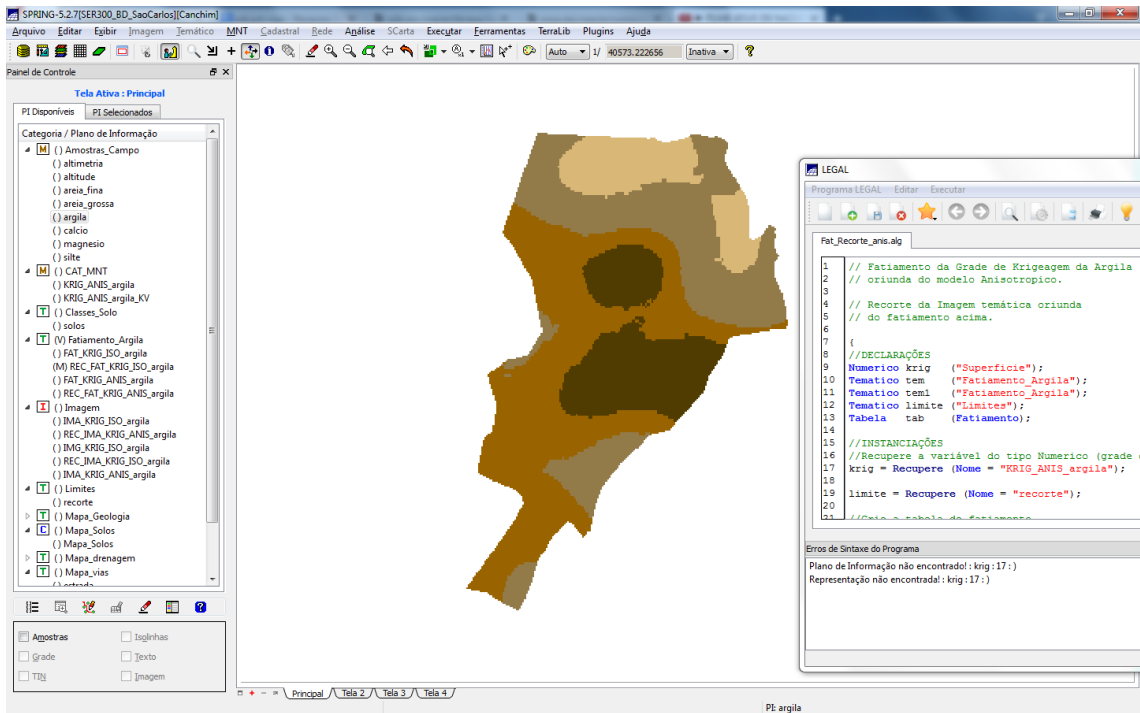 SPRING-5.2.7[SER300_BD_SaoCarlos][Canchim]
Arquivo Editar Exibir Imagem Temático MNT Cadastral Rede Análise SCarta Executar Ferramentas TerraLib Plugins Ajuda
Auto 1/ 40573.222656 Inativa
Painel de Controle
Tela Ativa : Principal
PI Disponíveis PI Selecionados
Categoria / Plano de Informação
M () Amostras_Campo
() altimetria
() altitude
() areia_fina
() areia_grossa
() argila
() calcio
() magnesio
() silte
M () CAT_MNT
() KRIG_ANIS_argila
() KRIG_ANIS_argila_KV
T () Classes_Solo
() solos
T (V) Fatiamento_Argila
() FAT_KRIG_ISO_argila
(M) REC_FAT_KRIG_ISO_argila
() FAT_KRIG_ANIS_argila
() REC_FAT_KRIG_ANIS_argila
I () Imagem
() IMA_KRIG_ISO_argila
() REC_IMA_KRIG_ANIS_argila
() IMG_KRIG_ISO_argila
() REC_IMA_KRIG_ISO_argila
() IMA_KRIG_ANIS_argila
T () Limites
() recorte
T () Mapa_Geologia
C () Mapa_Solos
() Mapa_Solos
T () Mapa_drenagem
T () Mapa_vias
() estrada
Amostras Isolinhas
Grade Texto
TIN Imagem
Principal Tela 2 Tela 3 Tela 4
PI: argila
LEGAL
Programa LEGAL Editar Executar
Fat_Recorte_anis.alg
1 // Fatiamento da Grade de Krigeagem da Argila
2 // oriunda do modelo Anisotropico.
3
4 // Recorte da Imagem temática oriunda
5 // do fatiamento acima.
6
7 {
8 //DECLARAÇÕES
9 Numerico krig ("Superficie");
10 Tematico tem ("Fatiamento_Argila");
11 Tematico tem1 ("Fatiamento_Argila");
12 Tematico limite ("Limites");
13 Tabela tab (Fatiamento);
14
15 //INSTANCIAÇÕES
16 //Recupere a variável do tipo Numerico (grade
17 krig = Recupere (Nome = "KRIG_ANIS_argila");
18
19 limite = Recupere (Nome = "recorte");
20
21 //Crie a tabela de fatiamento
Erros de Sintaxe do Programa
Plano de Informação não encontrado! : krig : 17 : )
Representação não encontrada! : krig : 17 : )